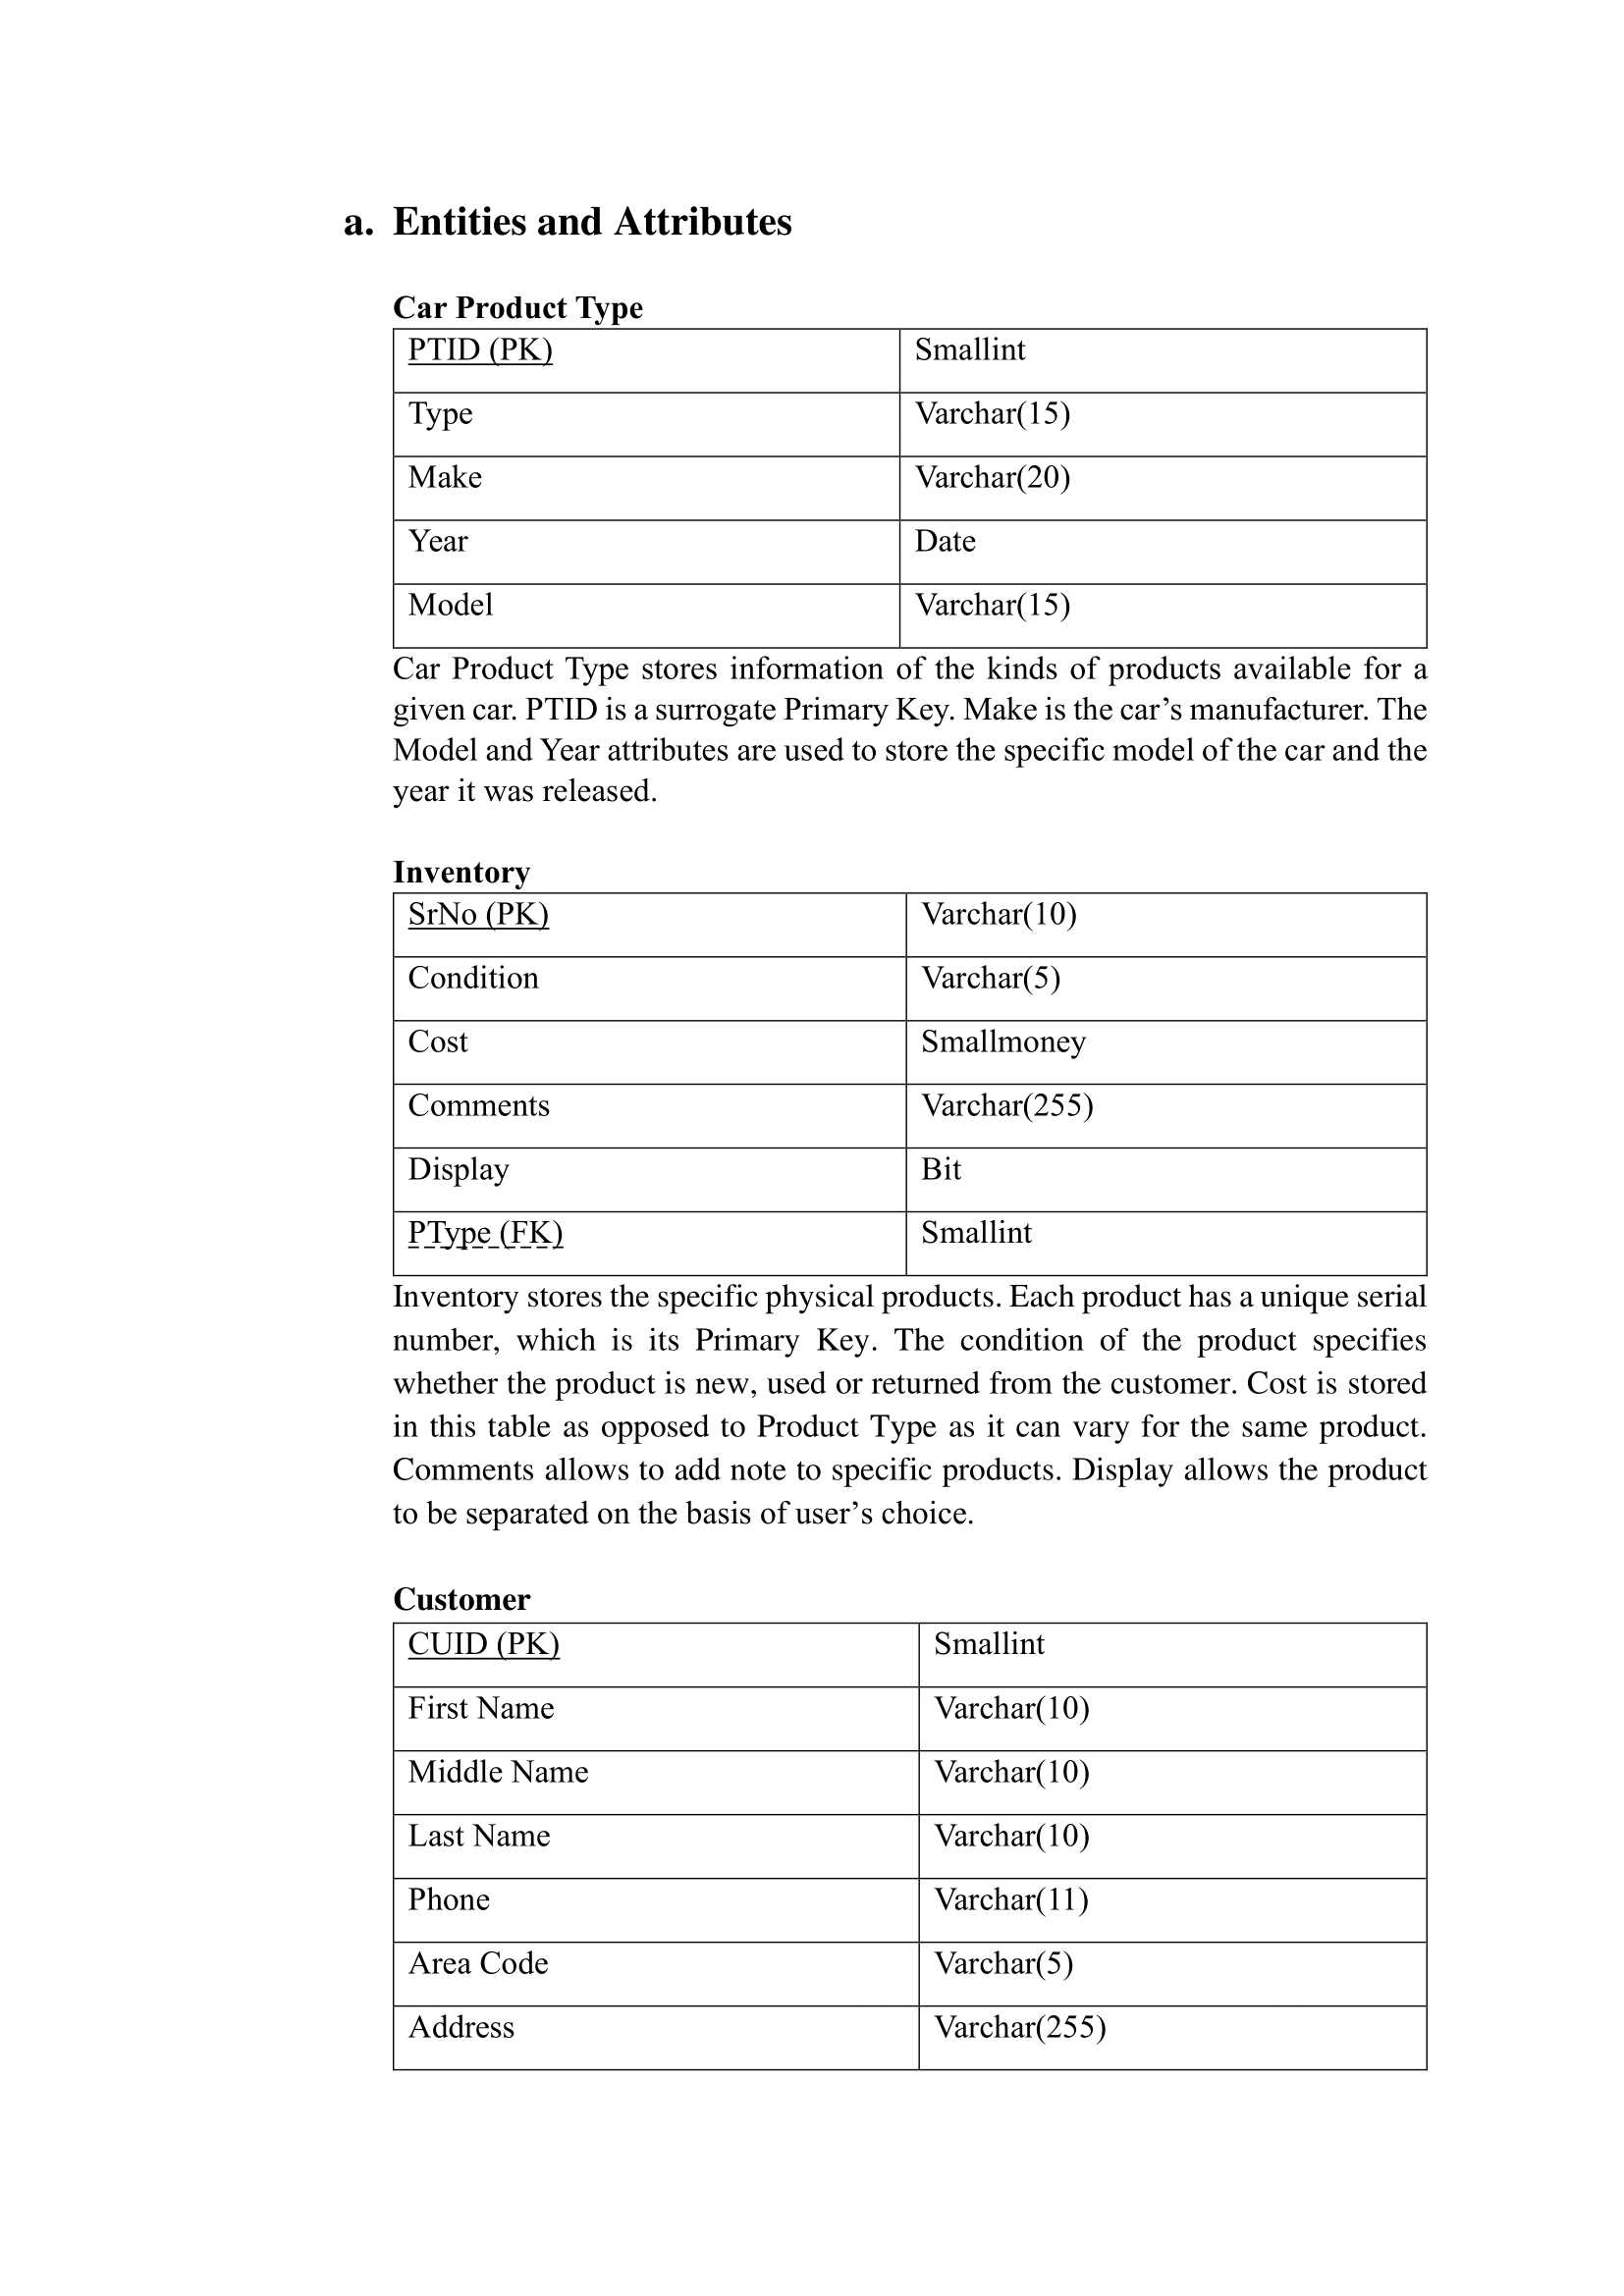 a. Entities and Attributes
Car Product Type
PTID (PK) Smallint
Type Varchar(15)
Make Varchar(20)
Year Date
Model Varchar(15)
Car Product Type stores information of the kinds of products available for a
given car. PTID is a surrogate Primary Key. Make is the car’s manufacturer. The
Model and Year attributes are used to store the specific model of the car and the
year it was released.
Inventory
SrNo (PK) Varchar(10)
Condition Varchar(5)
Cost Smallmoney
Comments Varchar(255)
Display Bit
PType (FK) Smallint
Inventory stores the specific physical products. Each product has a unique serial
number, which is its Primary Key. The condition of the product specifies
whether the product is new, used or returned from the customer. Cost is stored
in this table as opposed to Product Type as it can vary for the same product.
Comments allows to add note to specific products. Display allows the product
to be separated on the basis of user’s choice.
Customer
CUID (PK) Smallint
First Name Varchar(10)
Middle Name Varchar(10)
Last Name Varchar(10)
Phone Varchar(11)
Area Code Varchar(5)
Address Varchar(255)